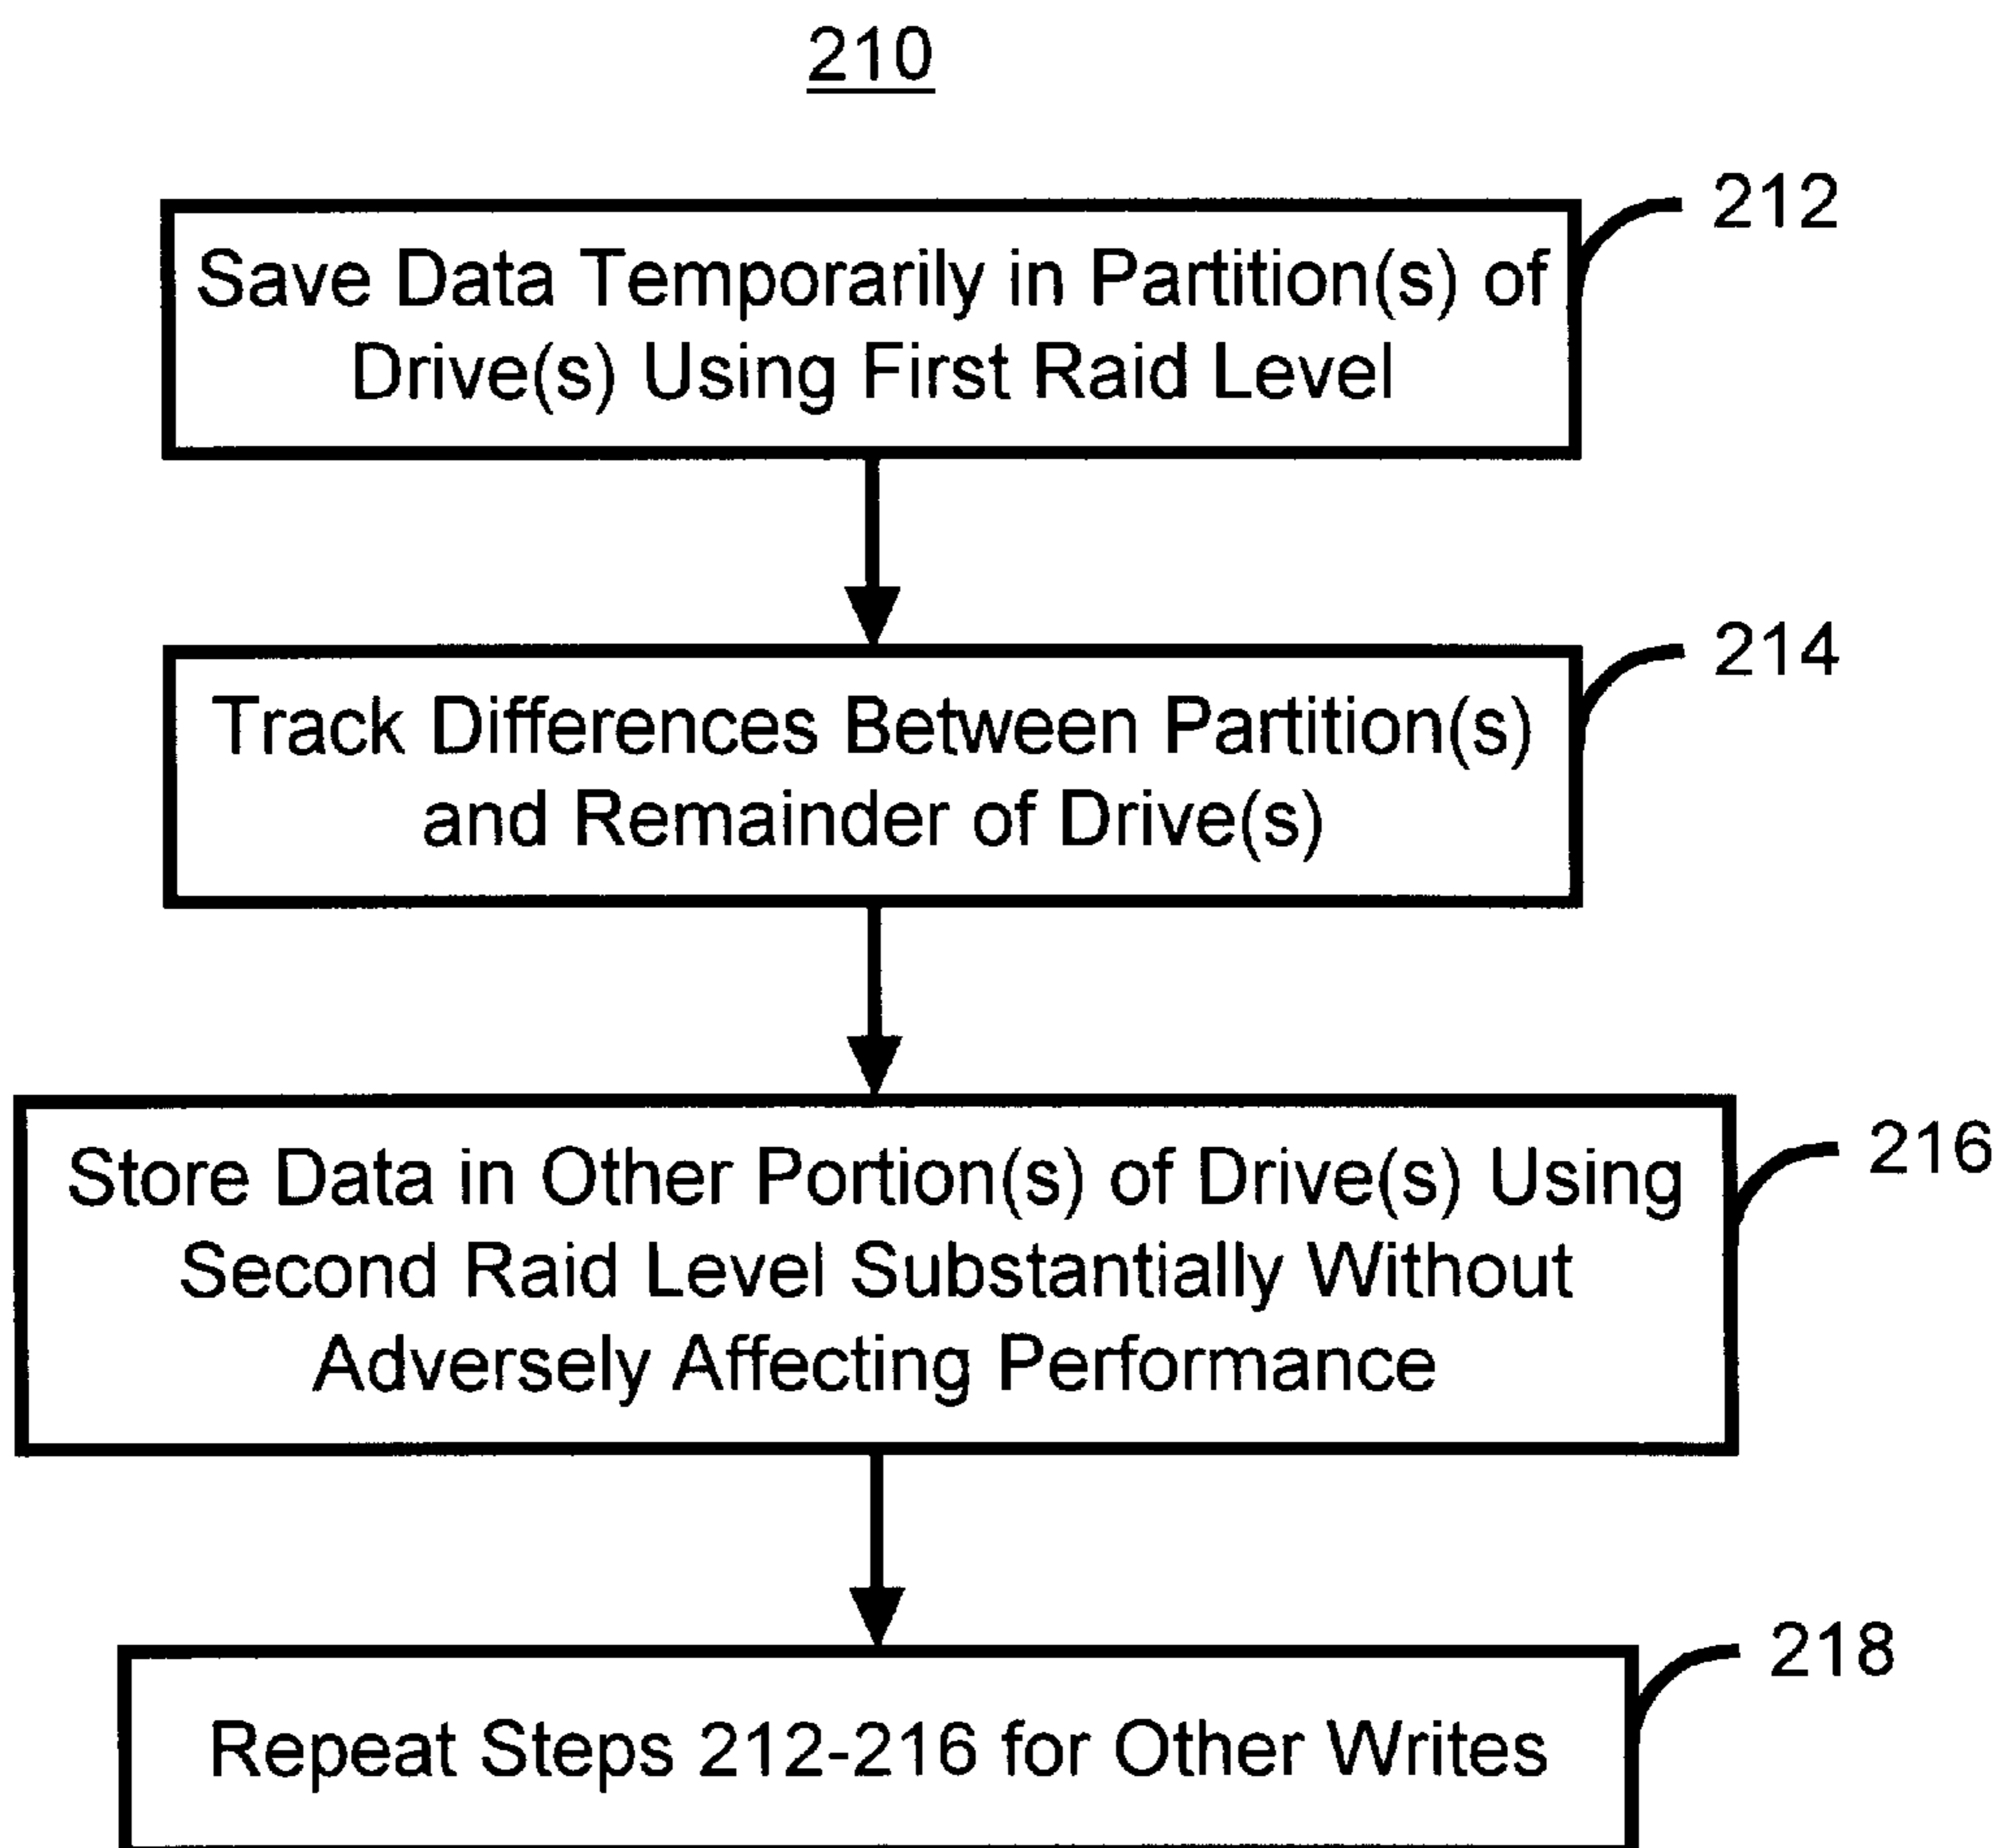 210
212
Save Data Temporarily in Partition(s) of
Drive(s) Using First Raid Level
214
Track Differences Between Partition(s)
and Remainder of Drive(s)
216
Store Data in Other Portion(s) of Drive(s) Using
Second Raid Level Substantially Without
Adversely Affecting Performance
218
Repeat Steps 212-216 for Other Writes